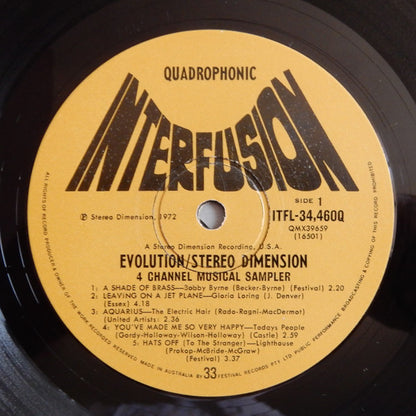 QUADROPHONIC
INTERFUSION
SIDE 1
℗ Stereo Dimension, 1972
ITFL-34,460Q
QMX39659
(16501)
A Stereo Dimension Recording, U.S.A.
EVOLUTION/STEREO DIMENSION
4 CHANNEL MUSICAL SAMPLER
1: A SHADE OF BRASS—Bobby Byrne (Becker-Byrne) (Festival) 2.20
2: LEAVING ON A JET PLANE—Gloria Loring (J. Denver)
(Essex) 4.18
3: AQUARIUS—The Electric Hair (Rado-Ragni-MacDermot)
(United Artists) 2.36
4: YOU'VE MADE ME SO VERY HAPPY—Todays People
(Gordy-Holloway-Wilson-Holloway) (Castle) 2.59
5: HATS OFF (To The Stranger)—Lighthouse
(Prokop-McBride-McGraw)
(Festival) 3.37
33
ALL RIGHTS OF RECORD PRODUCER & OWNER OF THE WORK RECORDED RESERVED. MADE IN AUSTRALIA BY FESTIVAL RECORDS PTY LTD PUBLIC PERFORMANCE, BROADCASTING & COPYING OF THIS RECORD PROHIBITED